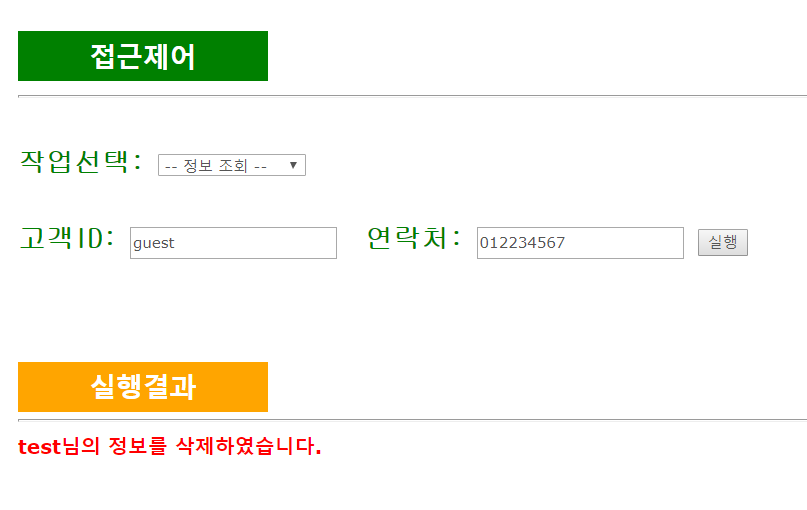 접근제어
작업선택: -- 정보 조회 --
고객ID: guest 연락처: 012234567 실행
실행결과
test님의 정보를 삭제하였습니다.